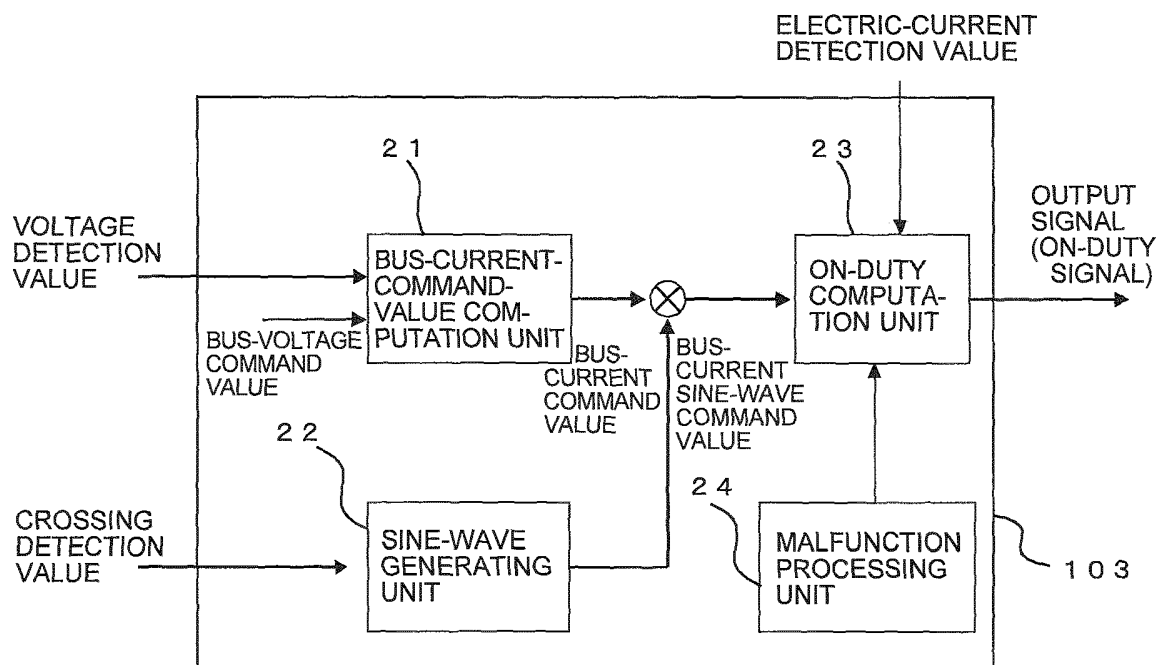 ELECTRIC-CURRENT
DETECTION VALUE
21
23
VOLTAGE
DETECTION
VALUE
BUS-CURRENT-
COMMAND-
VALUE COM-
PUTATION UNIT
ON-DUTY
COMPUTA-
TION UNIT
OUTPUT
SIGNAL
(ON-DUTY
SIGNAL)
BUS-VOLTAGE
COMMAND
VALUE
BUS-
CURRENT
COMMAND
VALUE
BUS-
CURRENT
SINE-WAVE
COMMAND
VALUE
22
24
CROSSING
DETECTION
VALUE
SINE-WAVE
GENERATING
UNIT
MALFUNCTION
PROCESSING
UNIT
103